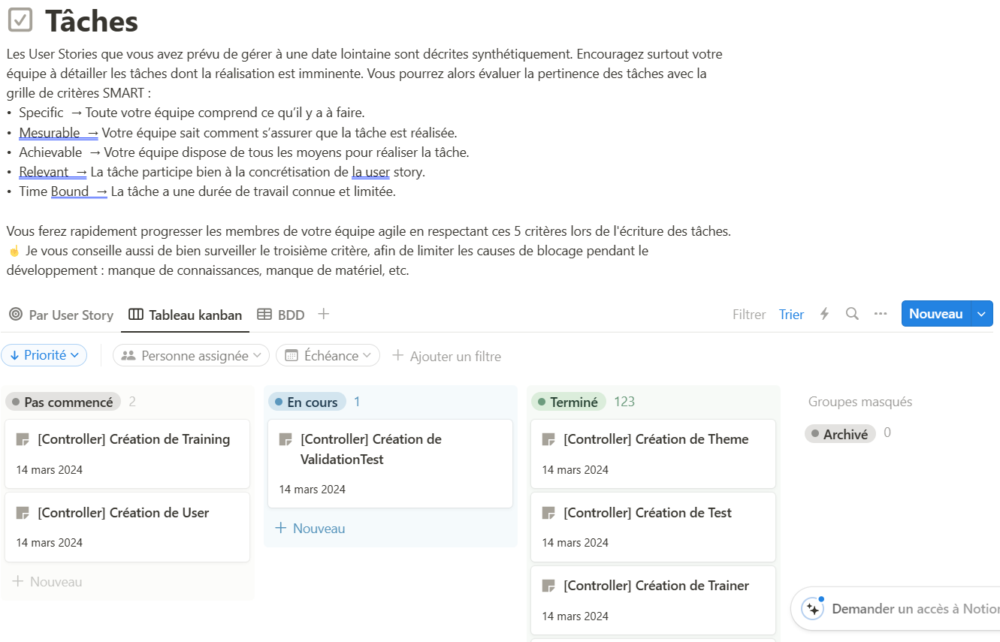 Tâches
Les User Stories que vous avez prévu de gérer à une date lointaine sont décrites synthétiquement. Encouragez surtout votre
équipe à détailler les tâches dont la réalisation est imminente. Vous pourrez alors évaluer la pertinence des tâches avec la
grille de critères SMART :
• Specific → Toute votre équipe comprend ce qu’il y a à faire.
• Mesurable → Votre équipe sait comment s’assurer que la tâche est réalisée.
• Achievable → Votre équipe dispose de tous les moyens pour réaliser la tâche.
• Relevant → La tâche participe bien à la concrétisation de la user story.
• Time Bound → La tâche a une durée de travail connue et limitée.
Vous ferez rapidement progresser les membres de votre équipe agile en respectant ces 5 critères lors de l'écriture des tâches.
☝ Je vous conseille aussi de bien surveiller le troisième critère, afin de limiter les causes de blocage pendant le
développement : manque de connaissances, manque de matériel, etc.
Par User Story Tableau kanban BDD
Filtrer Trier Nouveau
Priorité Personne assignée Échéance + Ajouter un filtre
Pas commencé 2
[Controller] Création de Training
14 mars 2024
[Controller] Création de User
14 mars 2024
+ Nouveau
En cours 1
[Controller] Création de
ValidationTest
14 mars 2024
+ Nouveau
Terminé 123
[Controller] Création de Theme
14 mars 2024
[Controller] Création de Test
14 mars 2024
[Controller] Création de Trainer
14 mars 2024
Groupes masqués
Archivé 0
Demander un accès à Notion